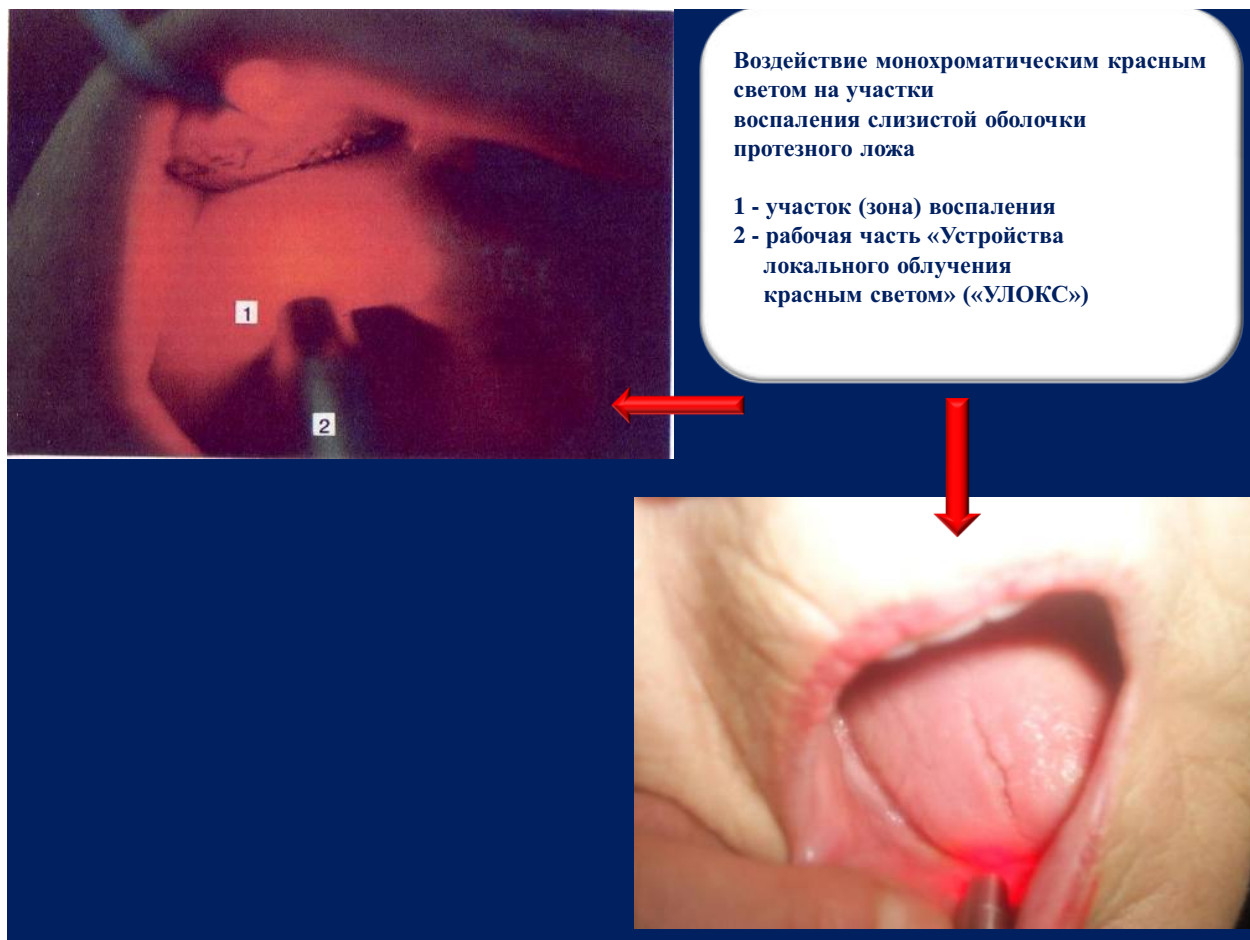 Воздействие монохроматическим красным
светом на участки
воспаления слизистой оболочки
протезного ложа
1 - участок (зона) воспаления
2 - рабочая часть «Устройства
локального облучения
красным светом» («УЛОКС»)
1
2